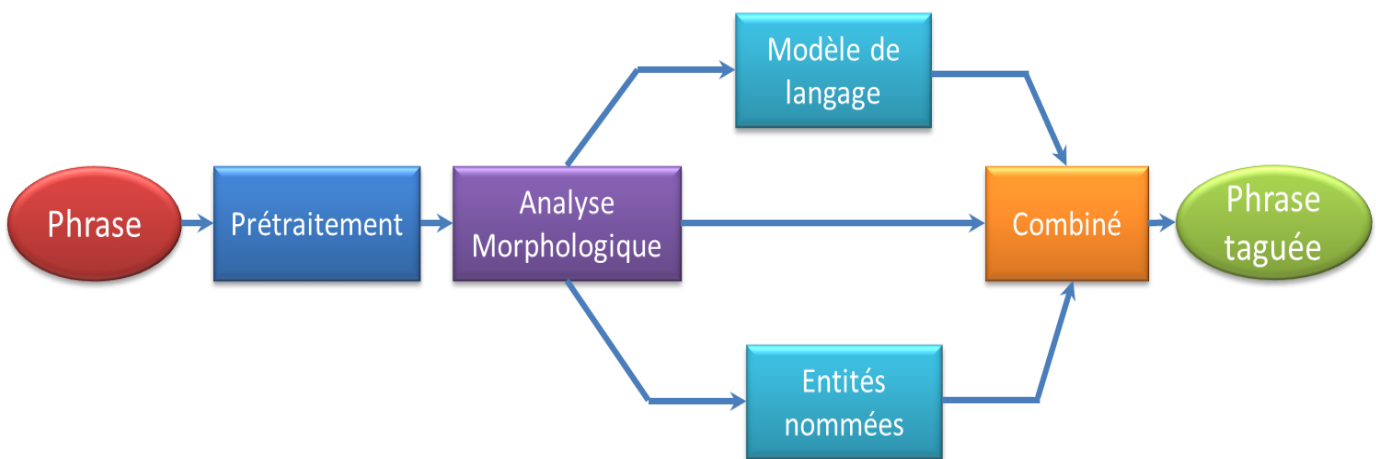 Phrase
Prétraitement
Analyse
Morphologique
Modèle de
langage
Entités
nommées
Combiné
Phrase
taguée